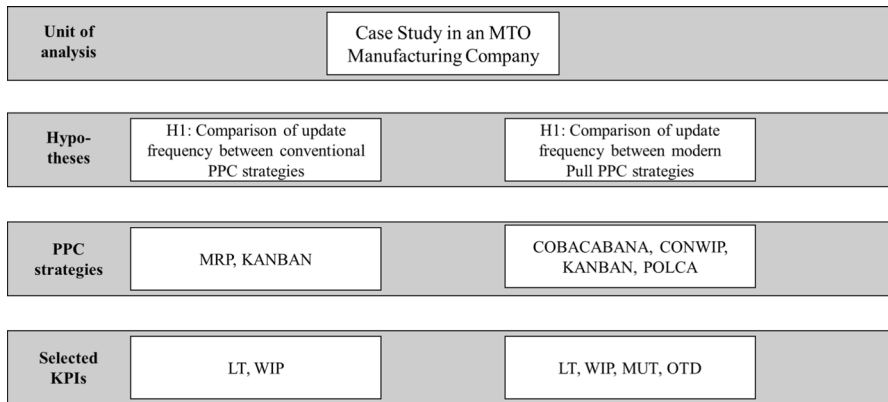 Unit of
analysis
Case Study in an MTO
Manufacturing Company
Hypo-
theses
H1: Comparison of update
frequency between conventional
PPC strategies
H1: Comparison of update
frequency between modern
Pull PPC strategies
PPC
strategies
MRP, KANBAN
COBACABANA, CONWIP,
KANBAN, POLCA
Selected
KPIs
LT, WIP
LT, WIP, MUT, OTD